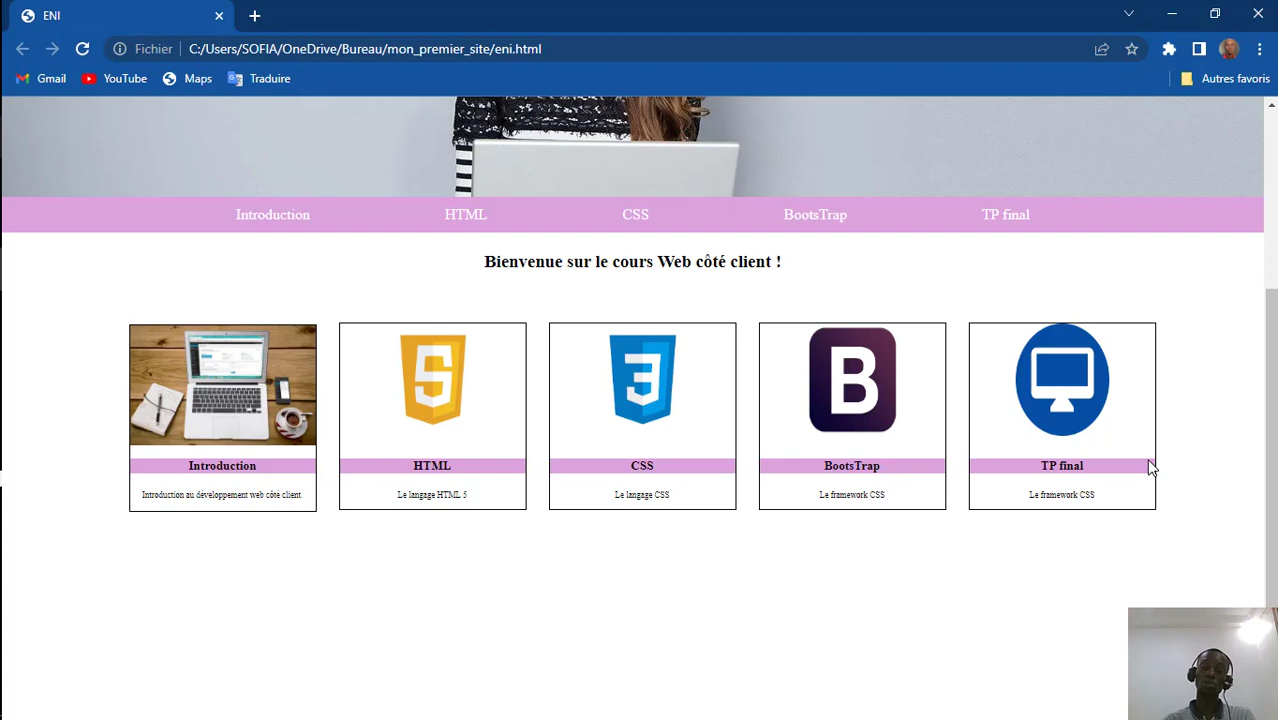 ENI
Fichier C:/Users/SOFIA/OneDrive/Bureau/mon_premier_site/eni.html
Gmail YouTube Maps Traduire Autres favoris
Introduction HTML CSS BootsTrap TP final
Bienvenue sur le cours Web côté client !
5 3 B
Introduction HTML CSS BootsTrap TP final
Introduction au développement web côté client Le langage HTML 5 Le langage CSS Le framework CSS Le framework CSS